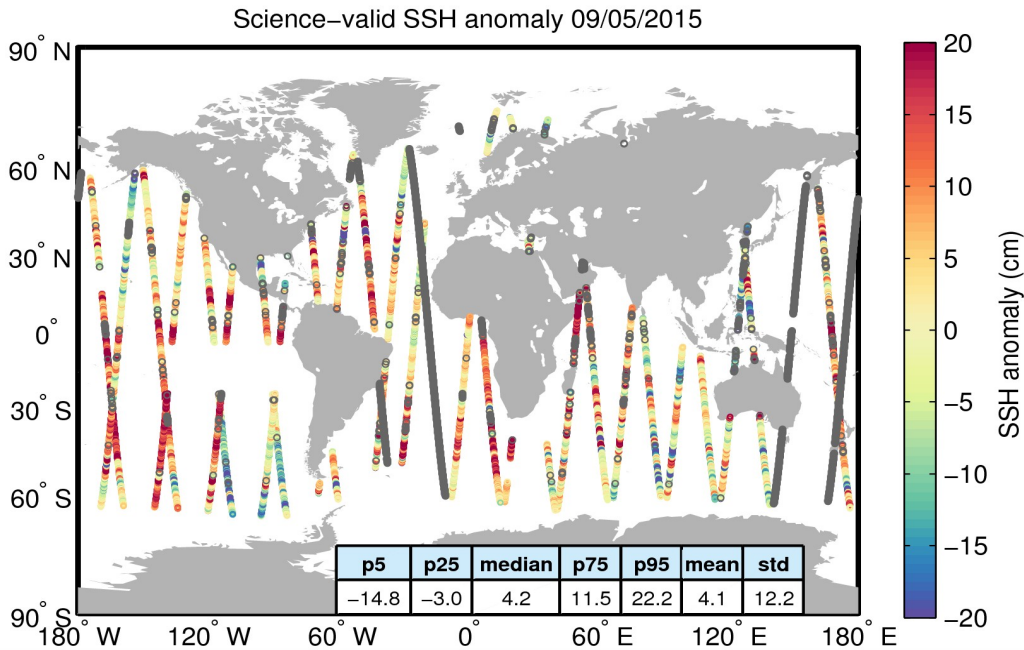 Science−valid SSH anomaly 09/05/2015
90° N
60° N
30° N
0°
30° S
60° S
90° S
180° W 120° W 60° W 0° 60° E 120° E 180° E
p5 p25 median p75 p95 mean std
−14.8 −3.0 4.2 11.5 22.2 4.1 12.2
20
15
10
5
0
−5
−10
−15
−20
SSH anomaly (cm)